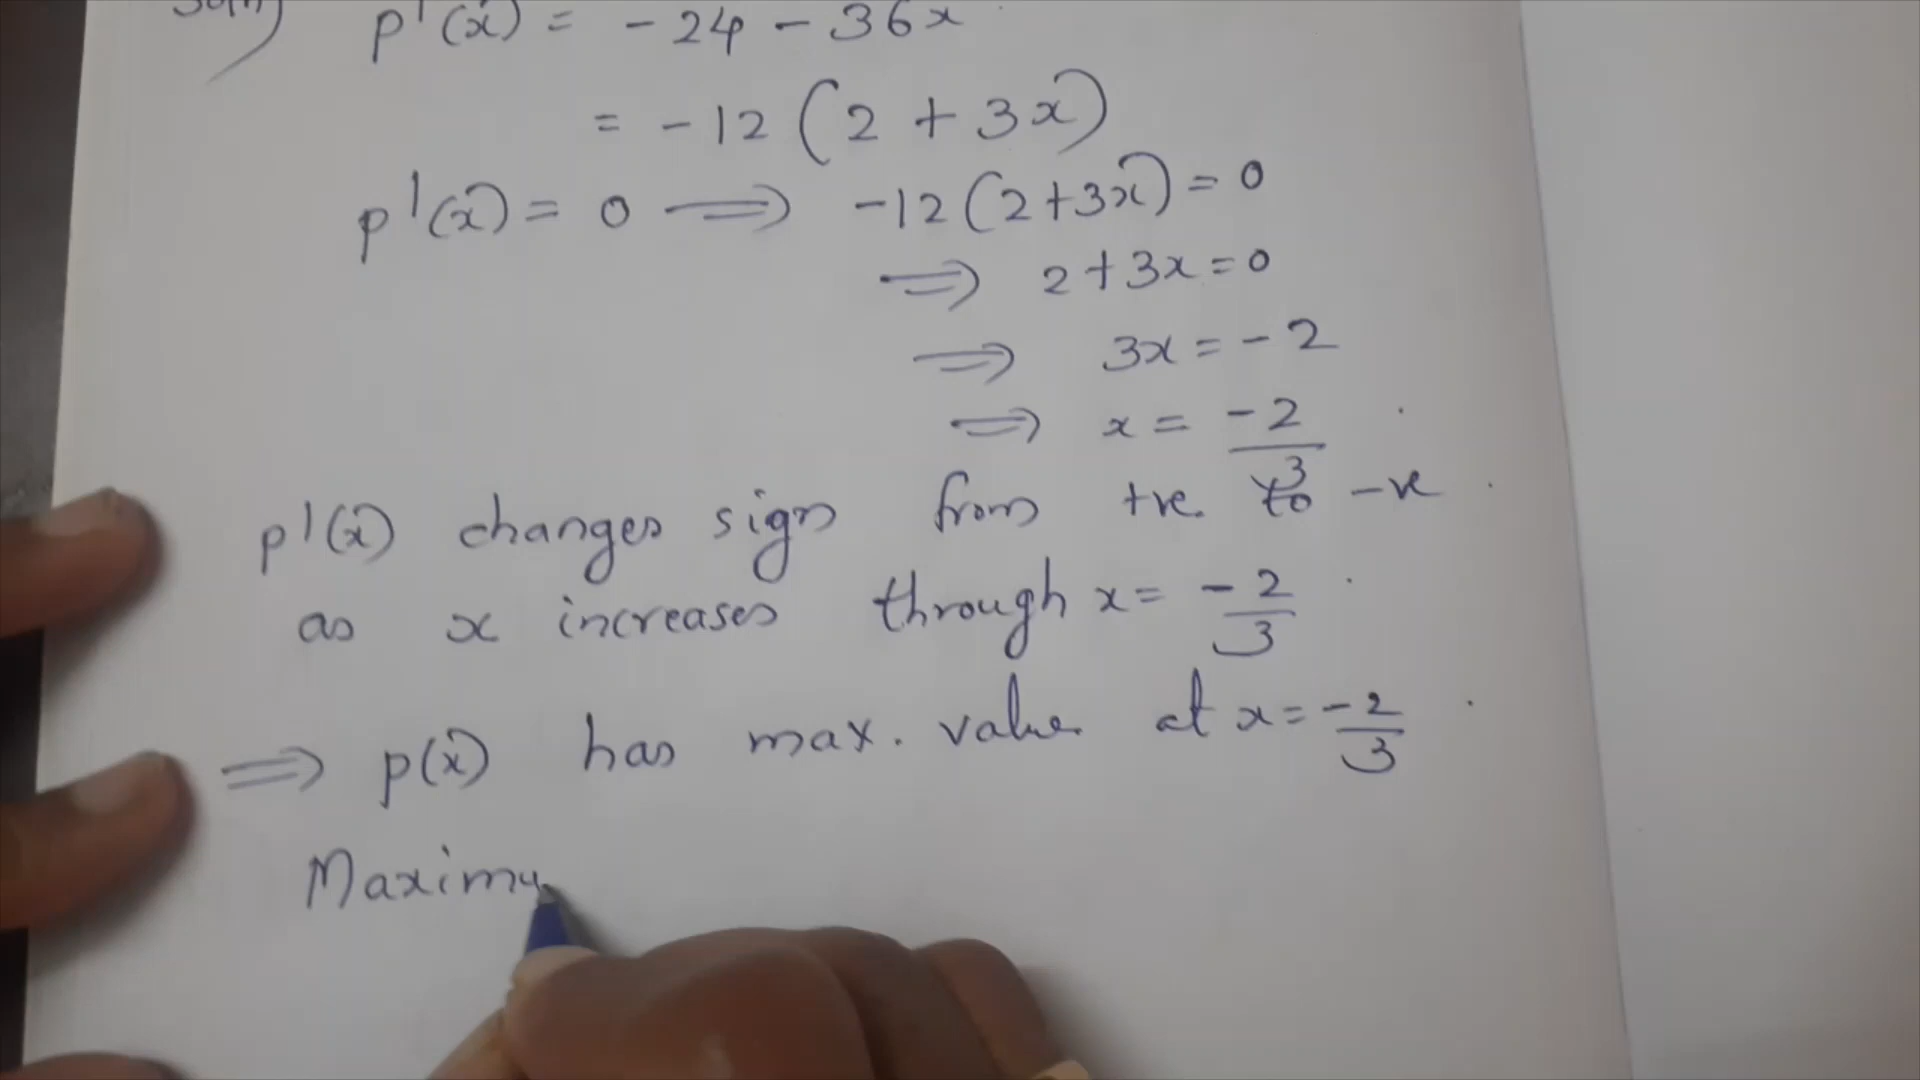 p'(x) = -24 - 36x
= -12 (2 + 3x)
p'(x) = 0 ⟹ -12(2+3x) = 0
⟹ 2+3x=0
⟹ 3x = -2
⟹ x = -2/3
p'(x) changes sign from +ve to -ve
as x increases through x = -2/3
⟹ p(x) has max. value at x = -2/3
Maximu